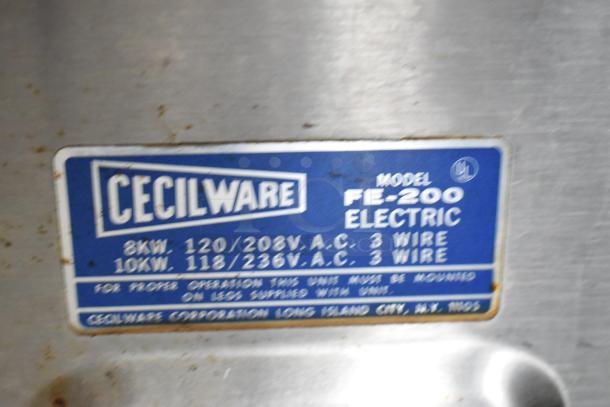 CECILWARE
MODEL
FE-200
ELECTRIC
8KW. 120/208V. A.C. 3 WIRE
10KW. 118/236V. A.C. 3 WIRE
FOR PROPER OPERATION THIS UNIT MUST BE MOUNTED
ON LEGS SUPPLIED WITH UNIT.
CECILWARE CORPORATION LONG ISLAND CITY, N.Y. 11105